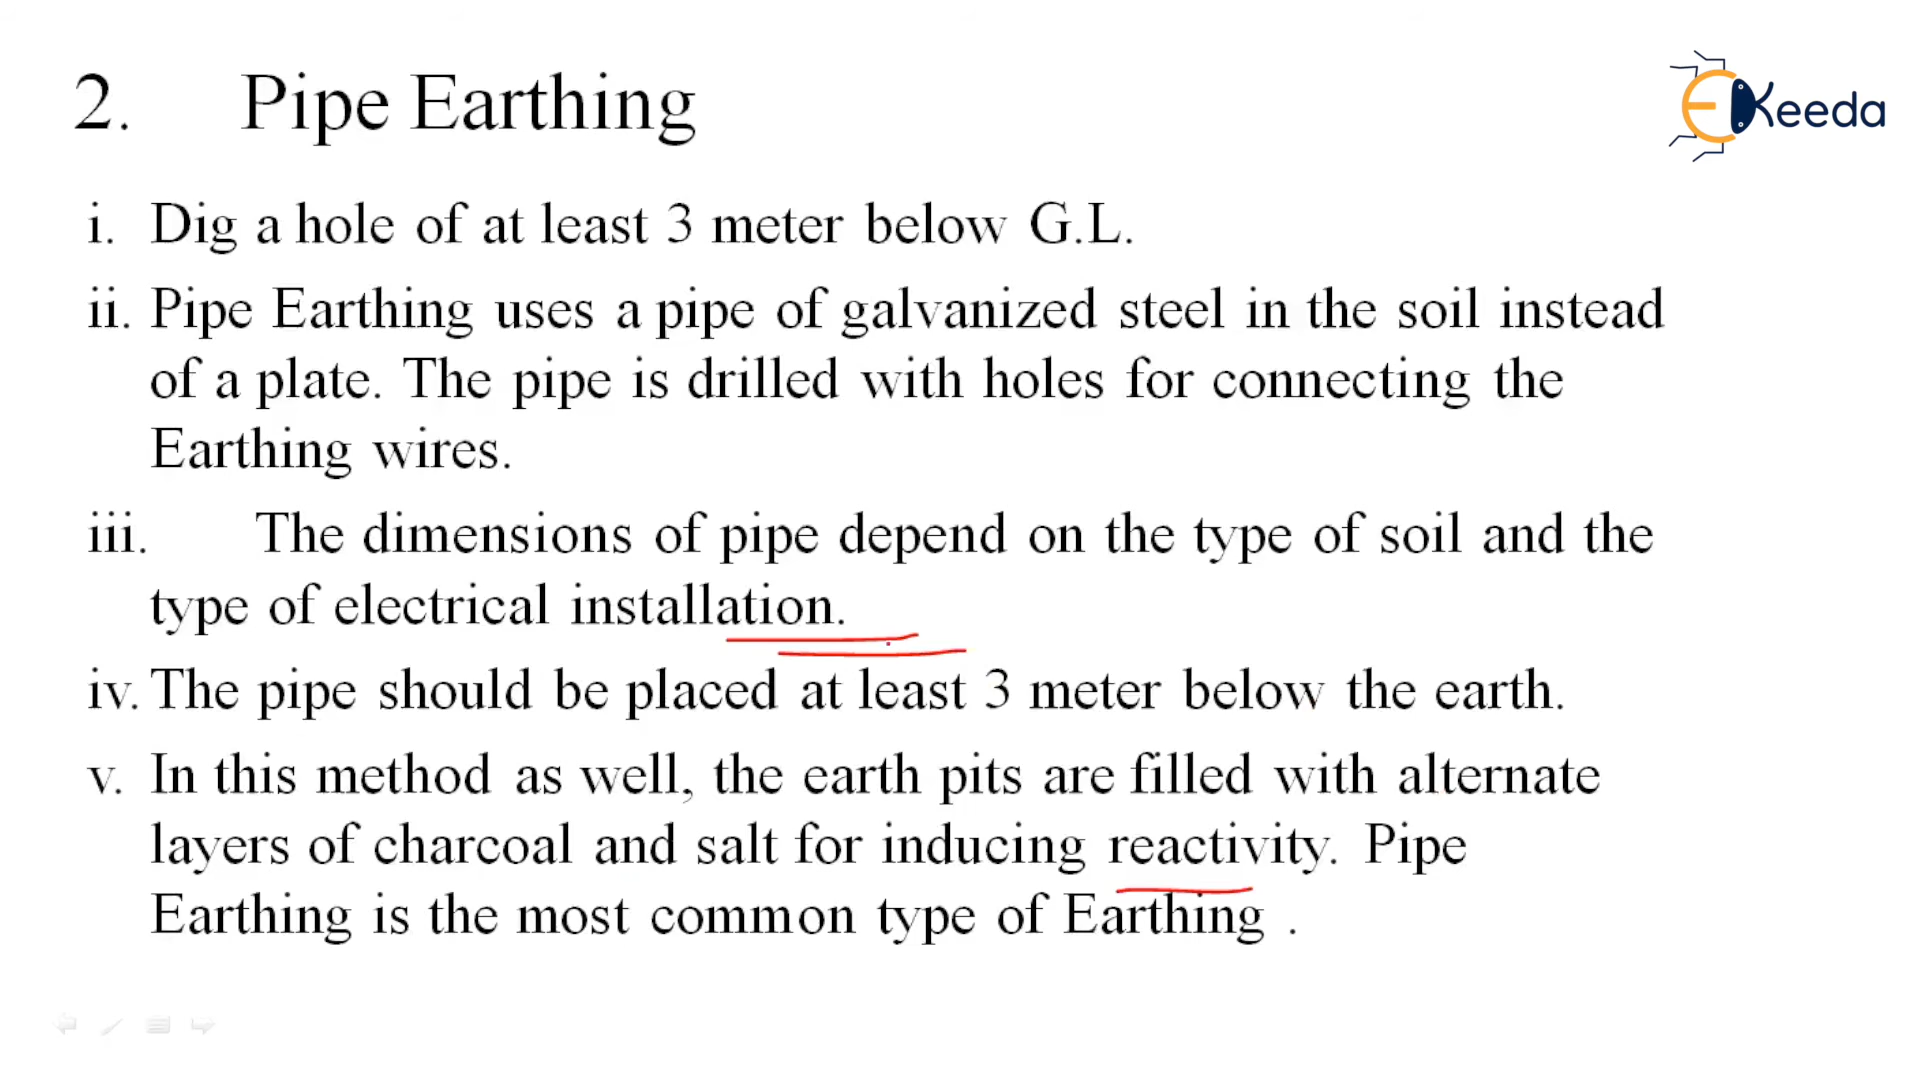 2. Pipe Earthing
EKeeda
i. Dig a hole of at least 3 meter below G.L.
ii. Pipe Earthing uses a pipe of galvanized steel in the soil instead
of a plate. The pipe is drilled with holes for connecting the
Earthing wires.
iii. The dimensions of pipe depend on the type of soil and the
type of electrical installation.
iv. The pipe should be placed at least 3 meter below the earth.
v. In this method as well, the earth pits are filled with alternate
layers of charcoal and salt for inducing reactivity. Pipe
Earthing is the most common type of Earthing .